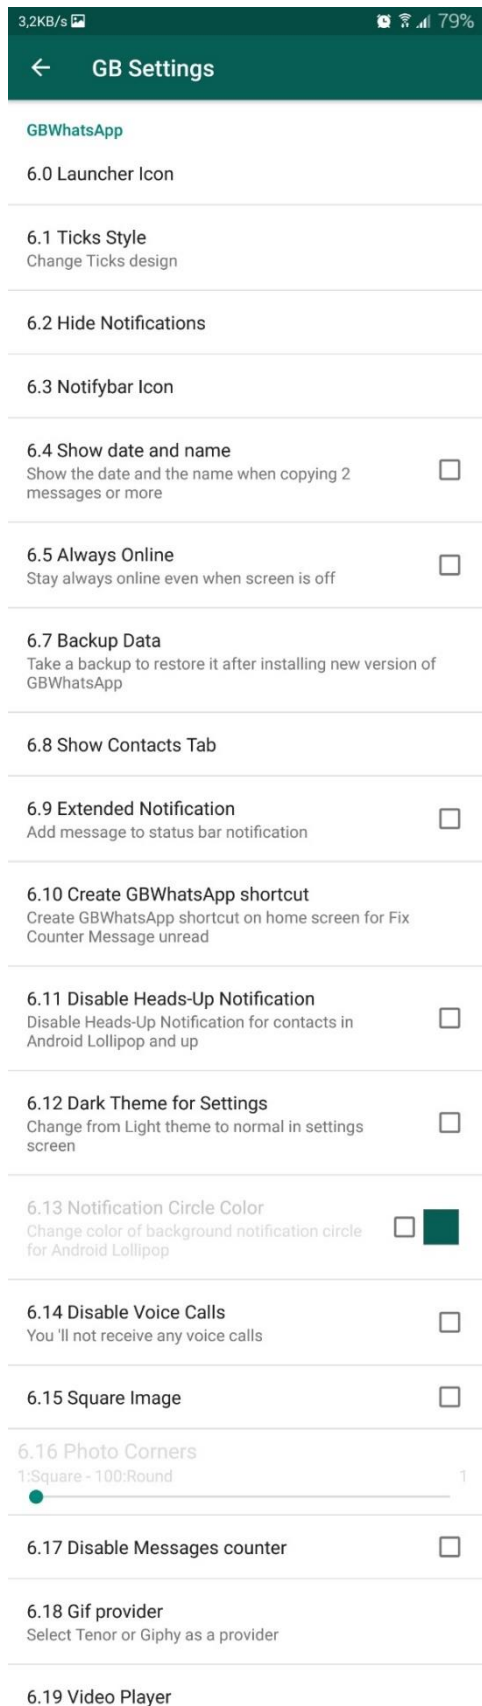 3,2KB/s 79%
GB Settings
GBWhatsApp
6.0 Launcher Icon
6.1 Ticks Style
Change Ticks design
6.2 Hide Notifications
6.3 Notifybar Icon
6.4 Show date and name
Show the date and the name when copying 2
messages or more
6.5 Always Online
Stay always online even when screen is off
6.7 Backup Data
Take a backup to restore it after installing new version of
GBWhatsApp
6.8 Show Contacts Tab
6.9 Extended Notification
Add message to status bar notification
6.10 Create GBWhatsApp shortcut
Create GBWhatsApp shortcut on home screen for Fix
Counter Message unread
6.11 Disable Heads-Up Notification
Disable Heads-Up Notification for contacts in
Android Lollipop and up
6.12 Dark Theme for Settings
Change from Light theme to normal in settings
screen
6.13 Notification Circle Color
Change color of background notification circle
for Android Lollipop
6.14 Disable Voice Calls
You 'll not receive any voice calls
6.15 Square Image
6.16 Photo Corners
1:Square - 100:Round 1
6.17 Disable Messages counter
6.18 Gif provider
Select Tenor or Giphy as a provider
6.19 Video Player